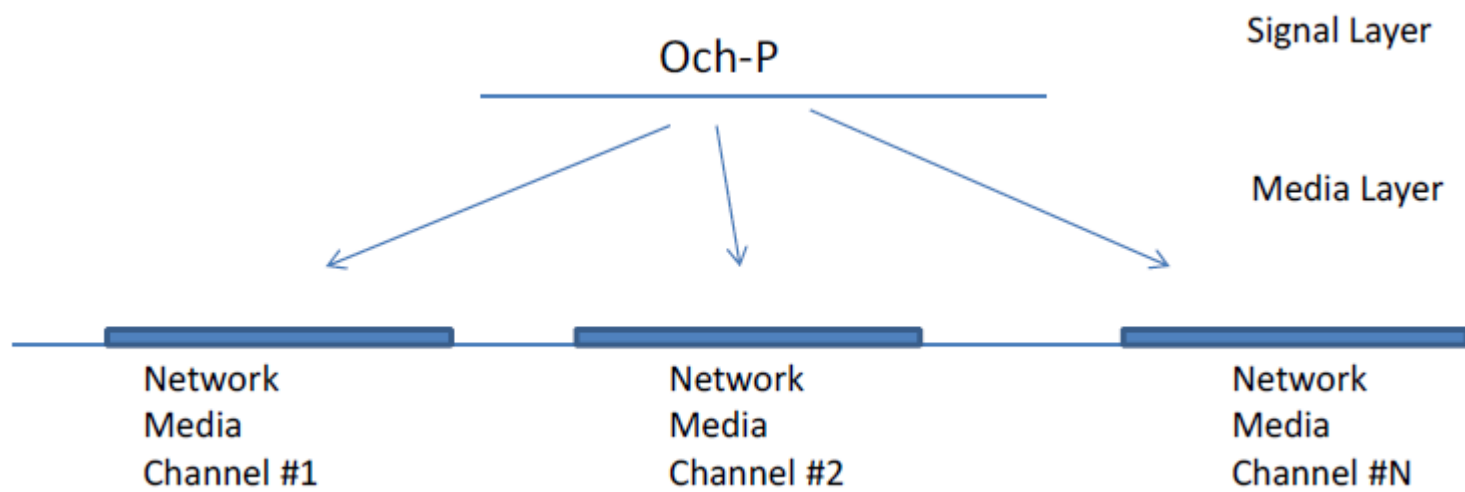 Signal Layer
Och-P
Media Layer
Network
Media
Channel #1
Network
Media
Channel #2
Network
Media
Channel #N